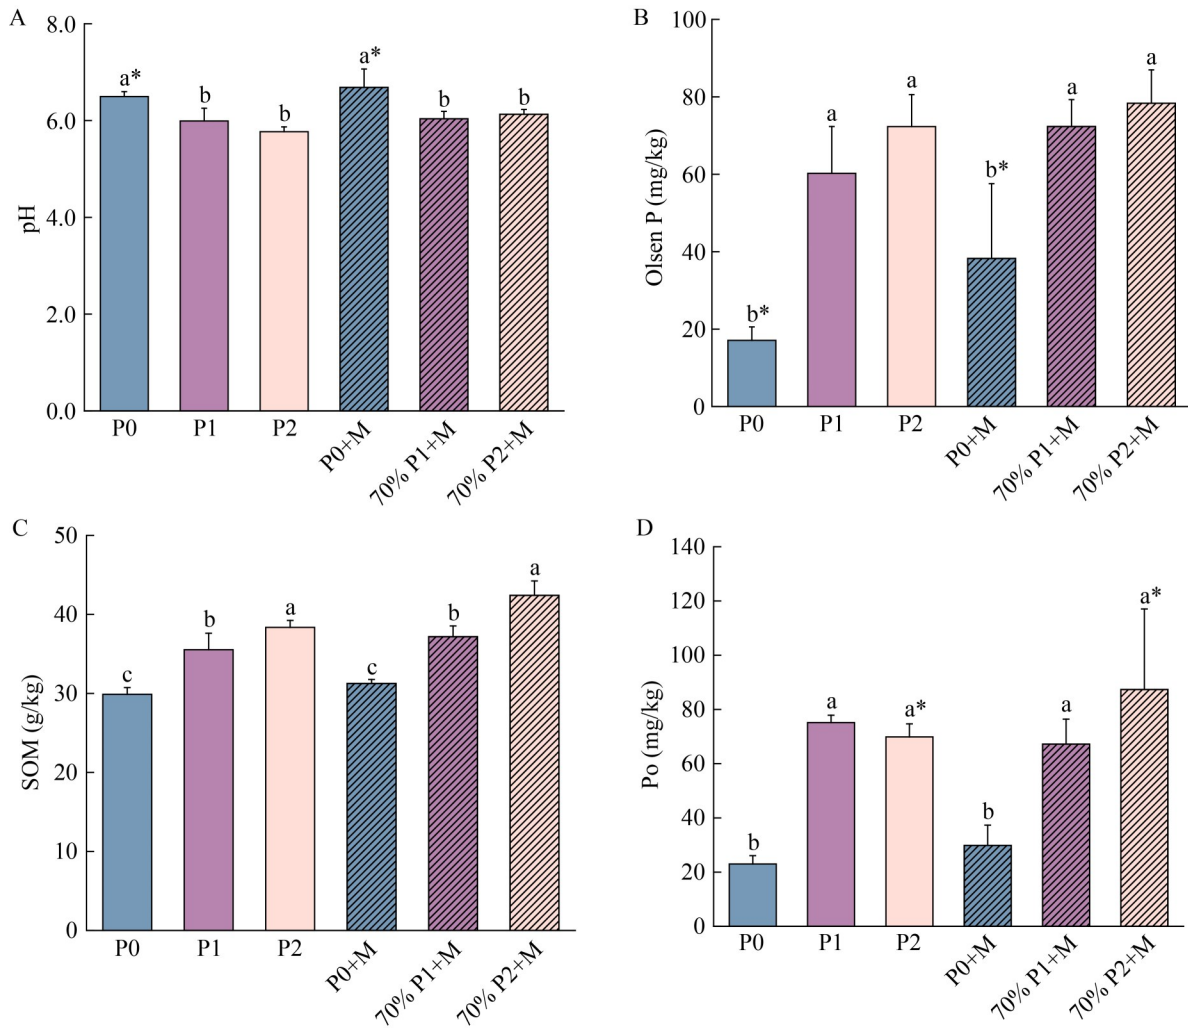 A
pH
8.0
6.0
4.0
2.0
0.0
a*
b
b
a*
b
b
P0
P1
P2
P0+M
70% P1+M
70% P2+M
B
Olsen P (mg/kg)
100
80
60
40
20
0
b*
a
a
b*
a
a
P0
P1
P2
P0+M
70% P1+M
70% P2+M
C
SOM (g/kg)
50
40
30
20
10
0
c
b
a
c
b
a
P0
P1
P2
P0+M
70% P1+M
70% P2+M
D
Po (mg/kg)
140
120
100
80
60
40
20
0
b
a
a*
b
a
a*
P0
P1
P2
P0+M
70% P1+M
70% P2+M